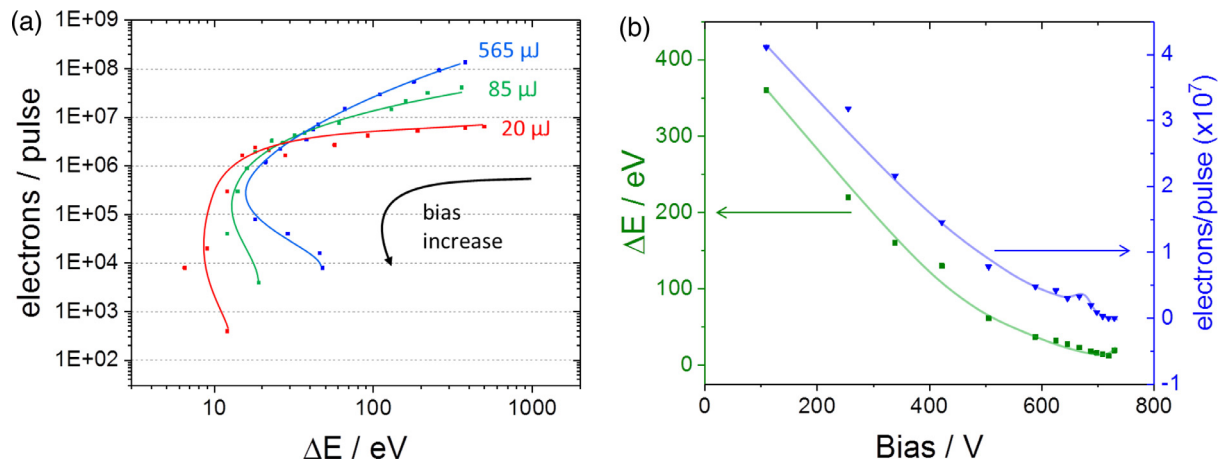 (a)
1E+09
1E+08
1E+07
1E+06
1E+05
1E+04
1E+03
1E+02
electrons / pulse
565 µJ
85 µJ
20 µJ
bias
increase
10
100
1000
ΔE / eV
(b)
400
300
200
100
0
ΔE / eV
4
3
2
1
0
-1
electrons/pulse (x10⁷)
0
200
400
600
800
Bias / V